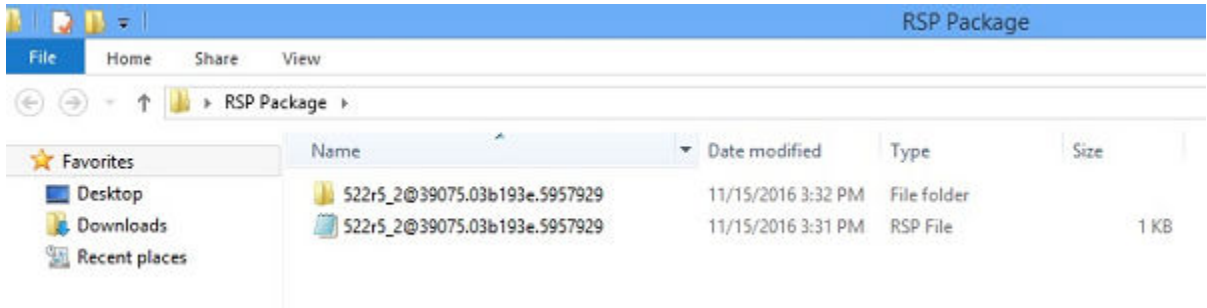 RSP Package
File Home Share View
RSP Package
Favorites
Desktop
Downloads
Recent places
Name Date modified Type Size
522r5_2@39075.03b193e.5957929 11/15/2016 3:32 PM File folder
522r5_2@39075.03b193e.5957929 11/15/2016 3:31 PM RSP File 1 KB